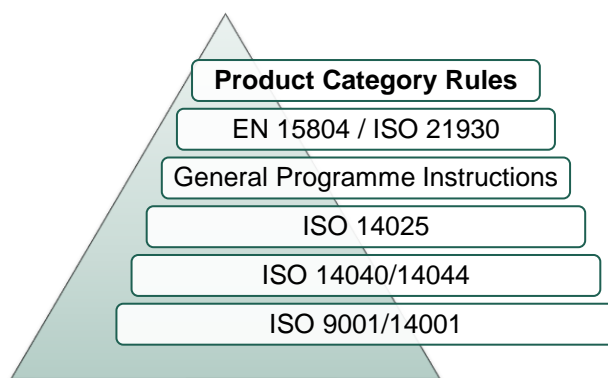 Product Category Rules
EN 15804 / ISO 21930
General Programme Instructions
ISO 14025
ISO 14040/14044
ISO 9001/14001